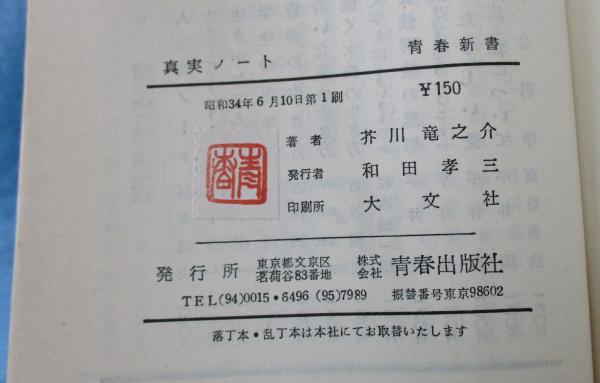 真実ノート 青春新書
昭和34年6月10日第1刷 ¥150
著者 芥川竜之介
発行者 和田孝三
印刷所 大文社
青春
発行所 東京都文京区茗荷谷83番地 株式会社 青春出版社
TEL(94)0015・6496 (95)7989 振替番号東京98602
落丁本・乱丁本は本社にてお取替いたします